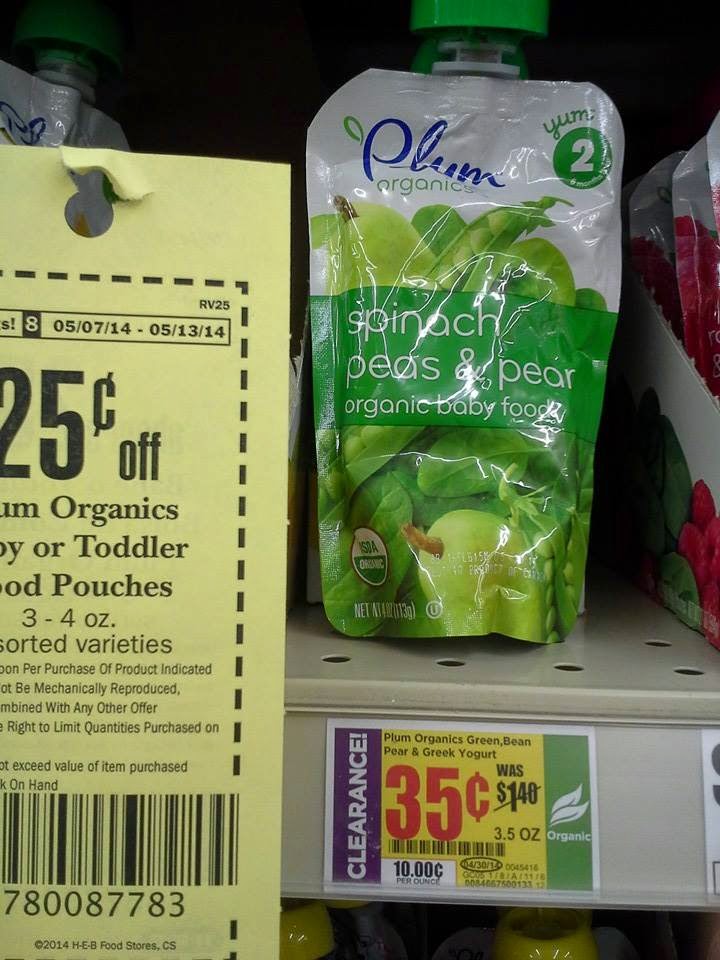 RV25
s! 8 05/07/14 - 05/13/14
25¢ off
um Organics
by or Toddler
ood Pouches
3 - 4 oz.
sorted varieties
pon Per Purchase Of Product Indicated
ot Be Mechanically Reproduced,
mbined With Any Other Offer
e Right to Limit Quantities Purchased on
ot exceed value of item purchased
k On Hand
780087783
©2014 H-E-B Food Stores, CS
Plum
organics
yum
2
spinach
peas & pear
organic baby food
USDA
ORGANIC
NET WT (113g) U
CLEARANCE!
Plum Organics Green,Bean
Pear & Greek Yogurt
35¢
WAS
$1.40
3.5 OZ
Organic
10.00¢
PER OUNCE
04/30/14 0045416